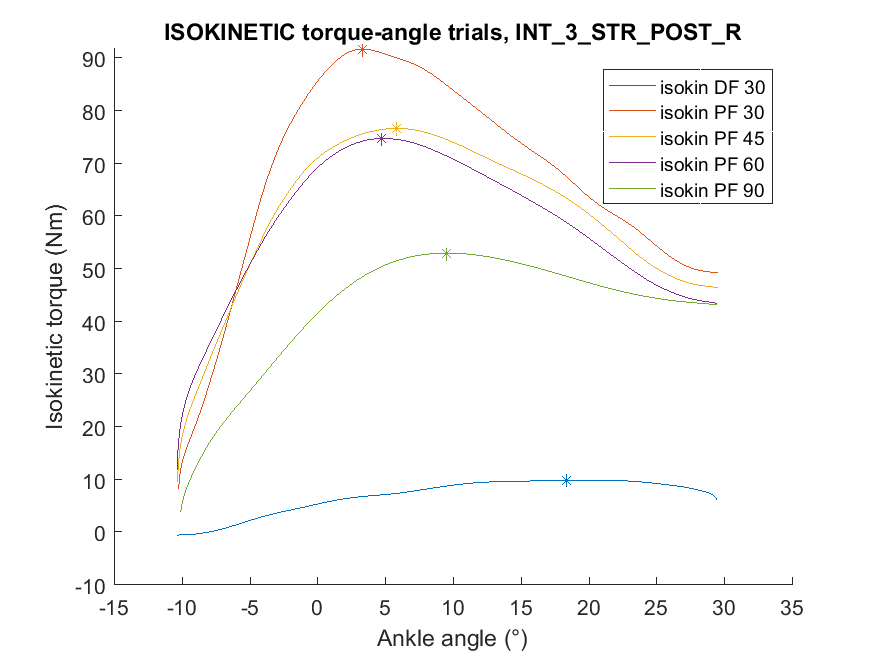 ISOKINETIC torque-angle trials, INT_3_STR_POST_R
90
80
70
60
50
40
30
20
10
0
-10
Isokinetic torque (Nm)
isokin DF 30
isokin PF 30
isokin PF 45
isokin PF 60
isokin PF 90
-15 -10 -5 0 5 10 15 20 25 30 35
Ankle angle (°)